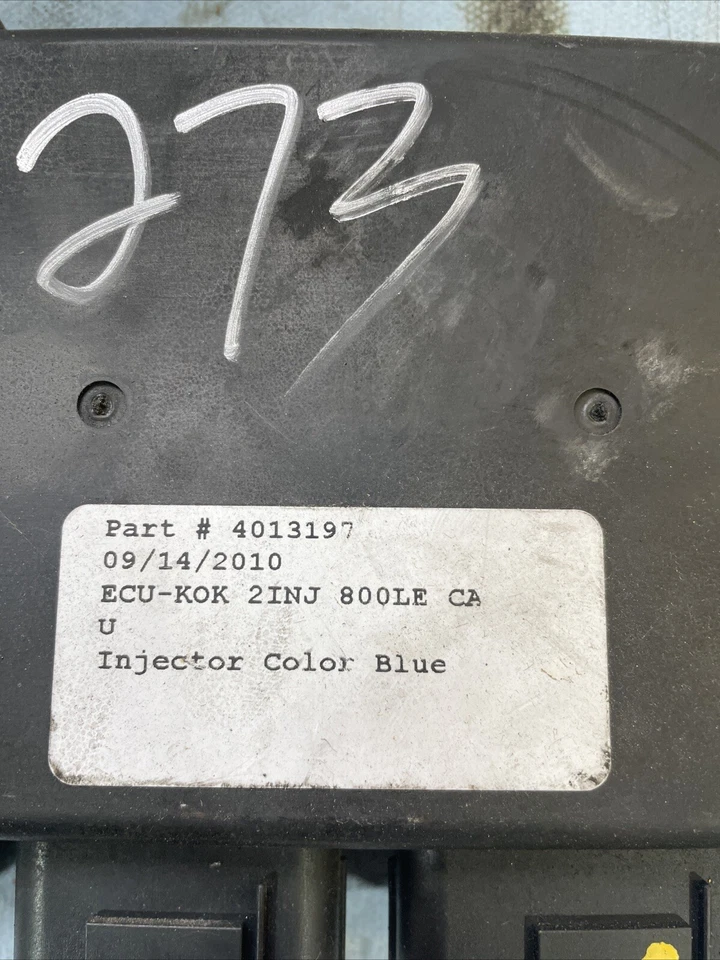 273
Part # 4013197
09/14/2010
ECU-KOK 2INJ 800LE CA
U
Injector Color Blue